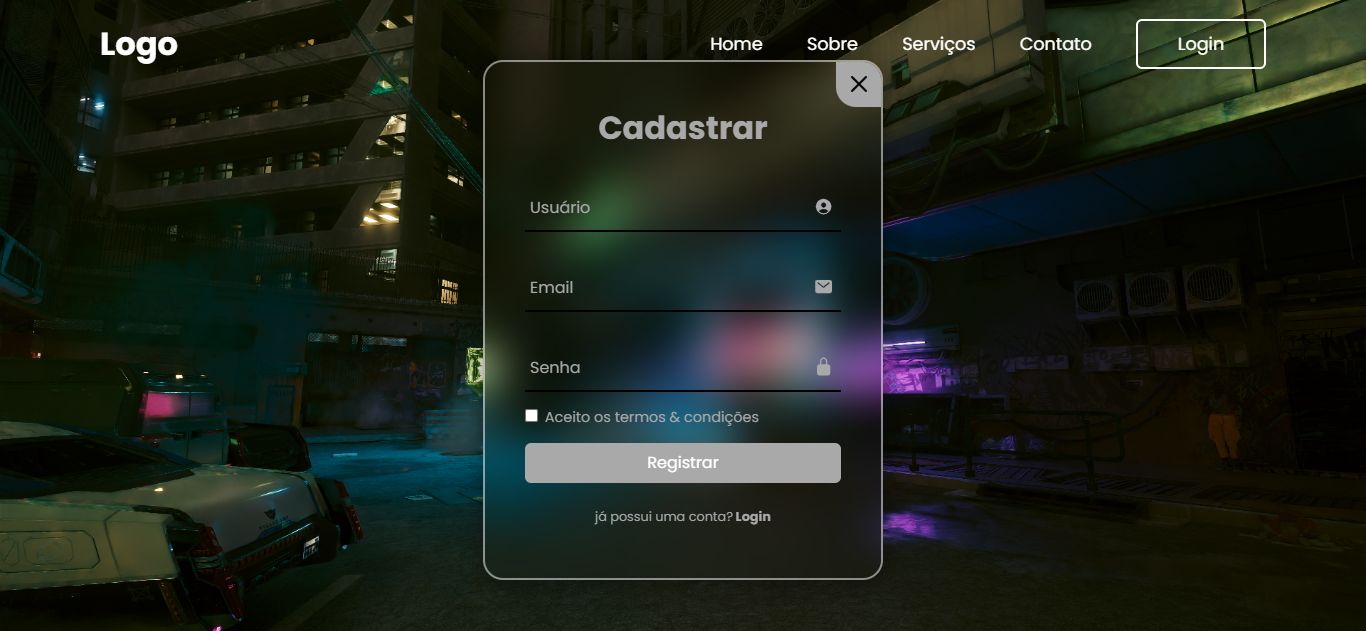 Logo
Home Sobre Serviços Contato Login
Cadastrar
Usuário
Email
Senha
Aceito os termos & condições
Registrar
já possui uma conta? Login